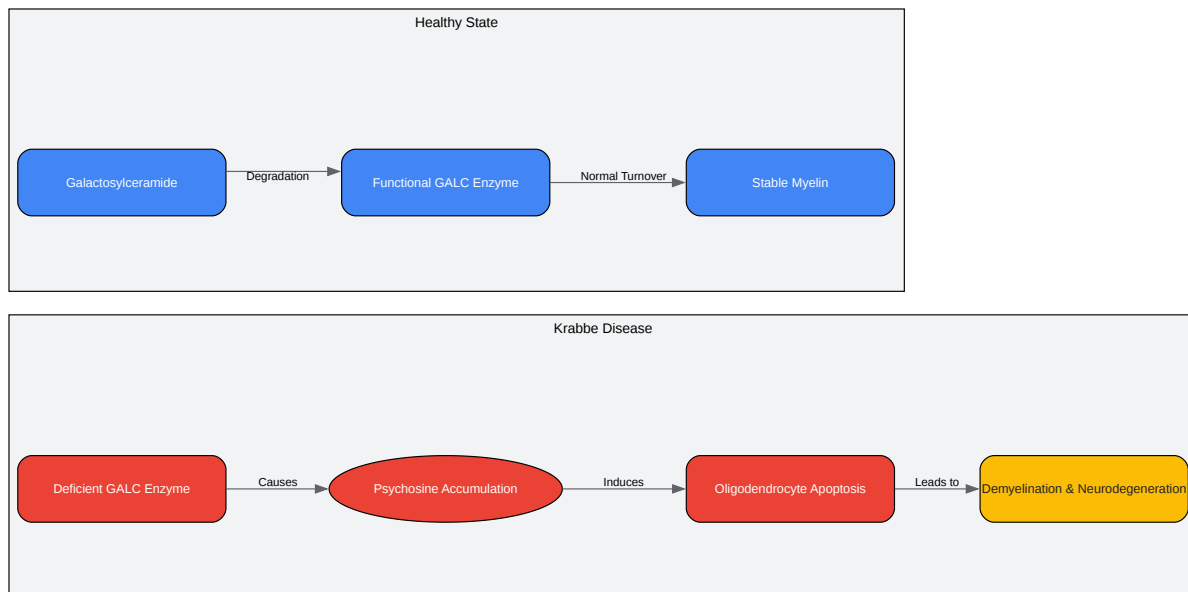 Healthy State
Galactosylceramide
Degradation
Functional GALC Enzyme
Normal Turnover
Stable Myelin
Krabbe Disease
Deficient GALC Enzyme
Causes
Psychosine Accumulation
Induces
Oligodendrocyte Apoptosis
Leads to
Demyelination & Neurodegeneration